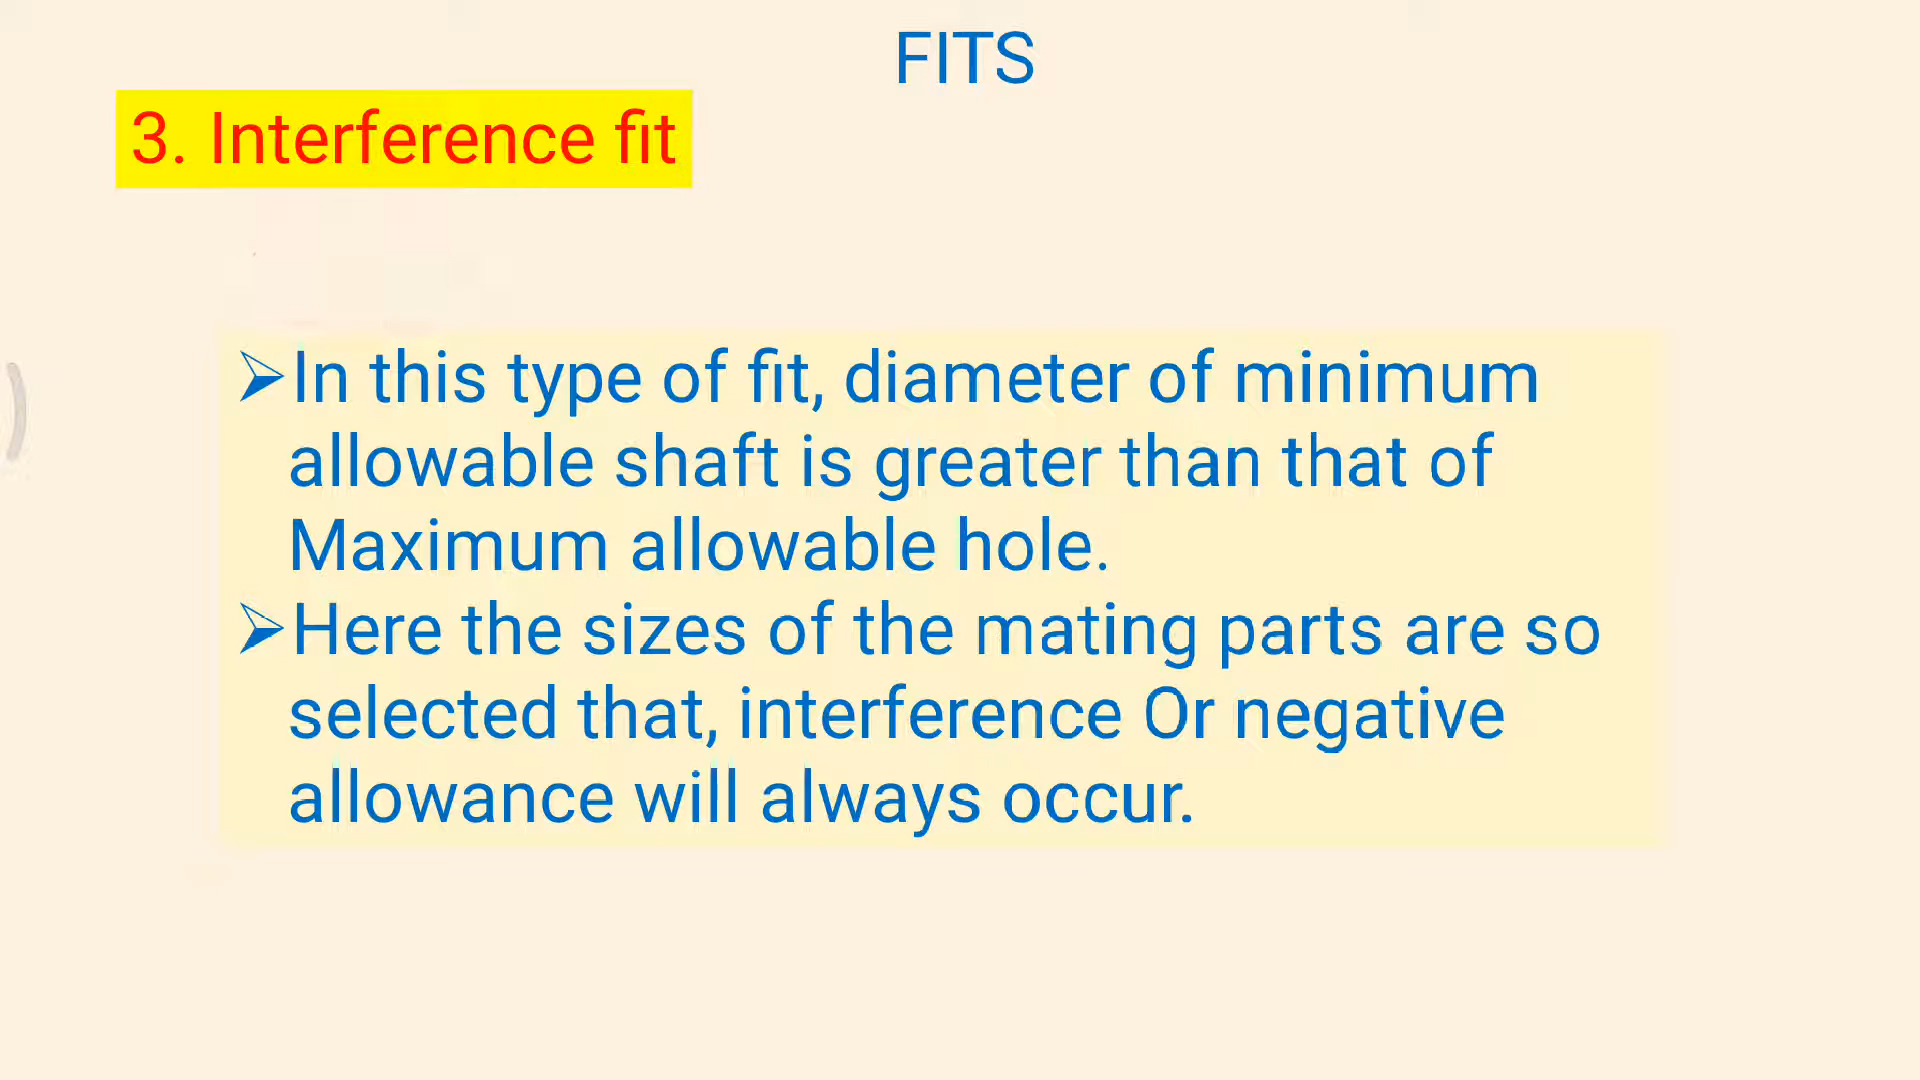 FITS
3. Interference fit
➢In this type of fit, diameter of minimum
allowable shaft is greater than that of
Maximum allowable hole.
➢Here the sizes of the mating parts are so
selected that, interference Or negative
allowance will always occur.